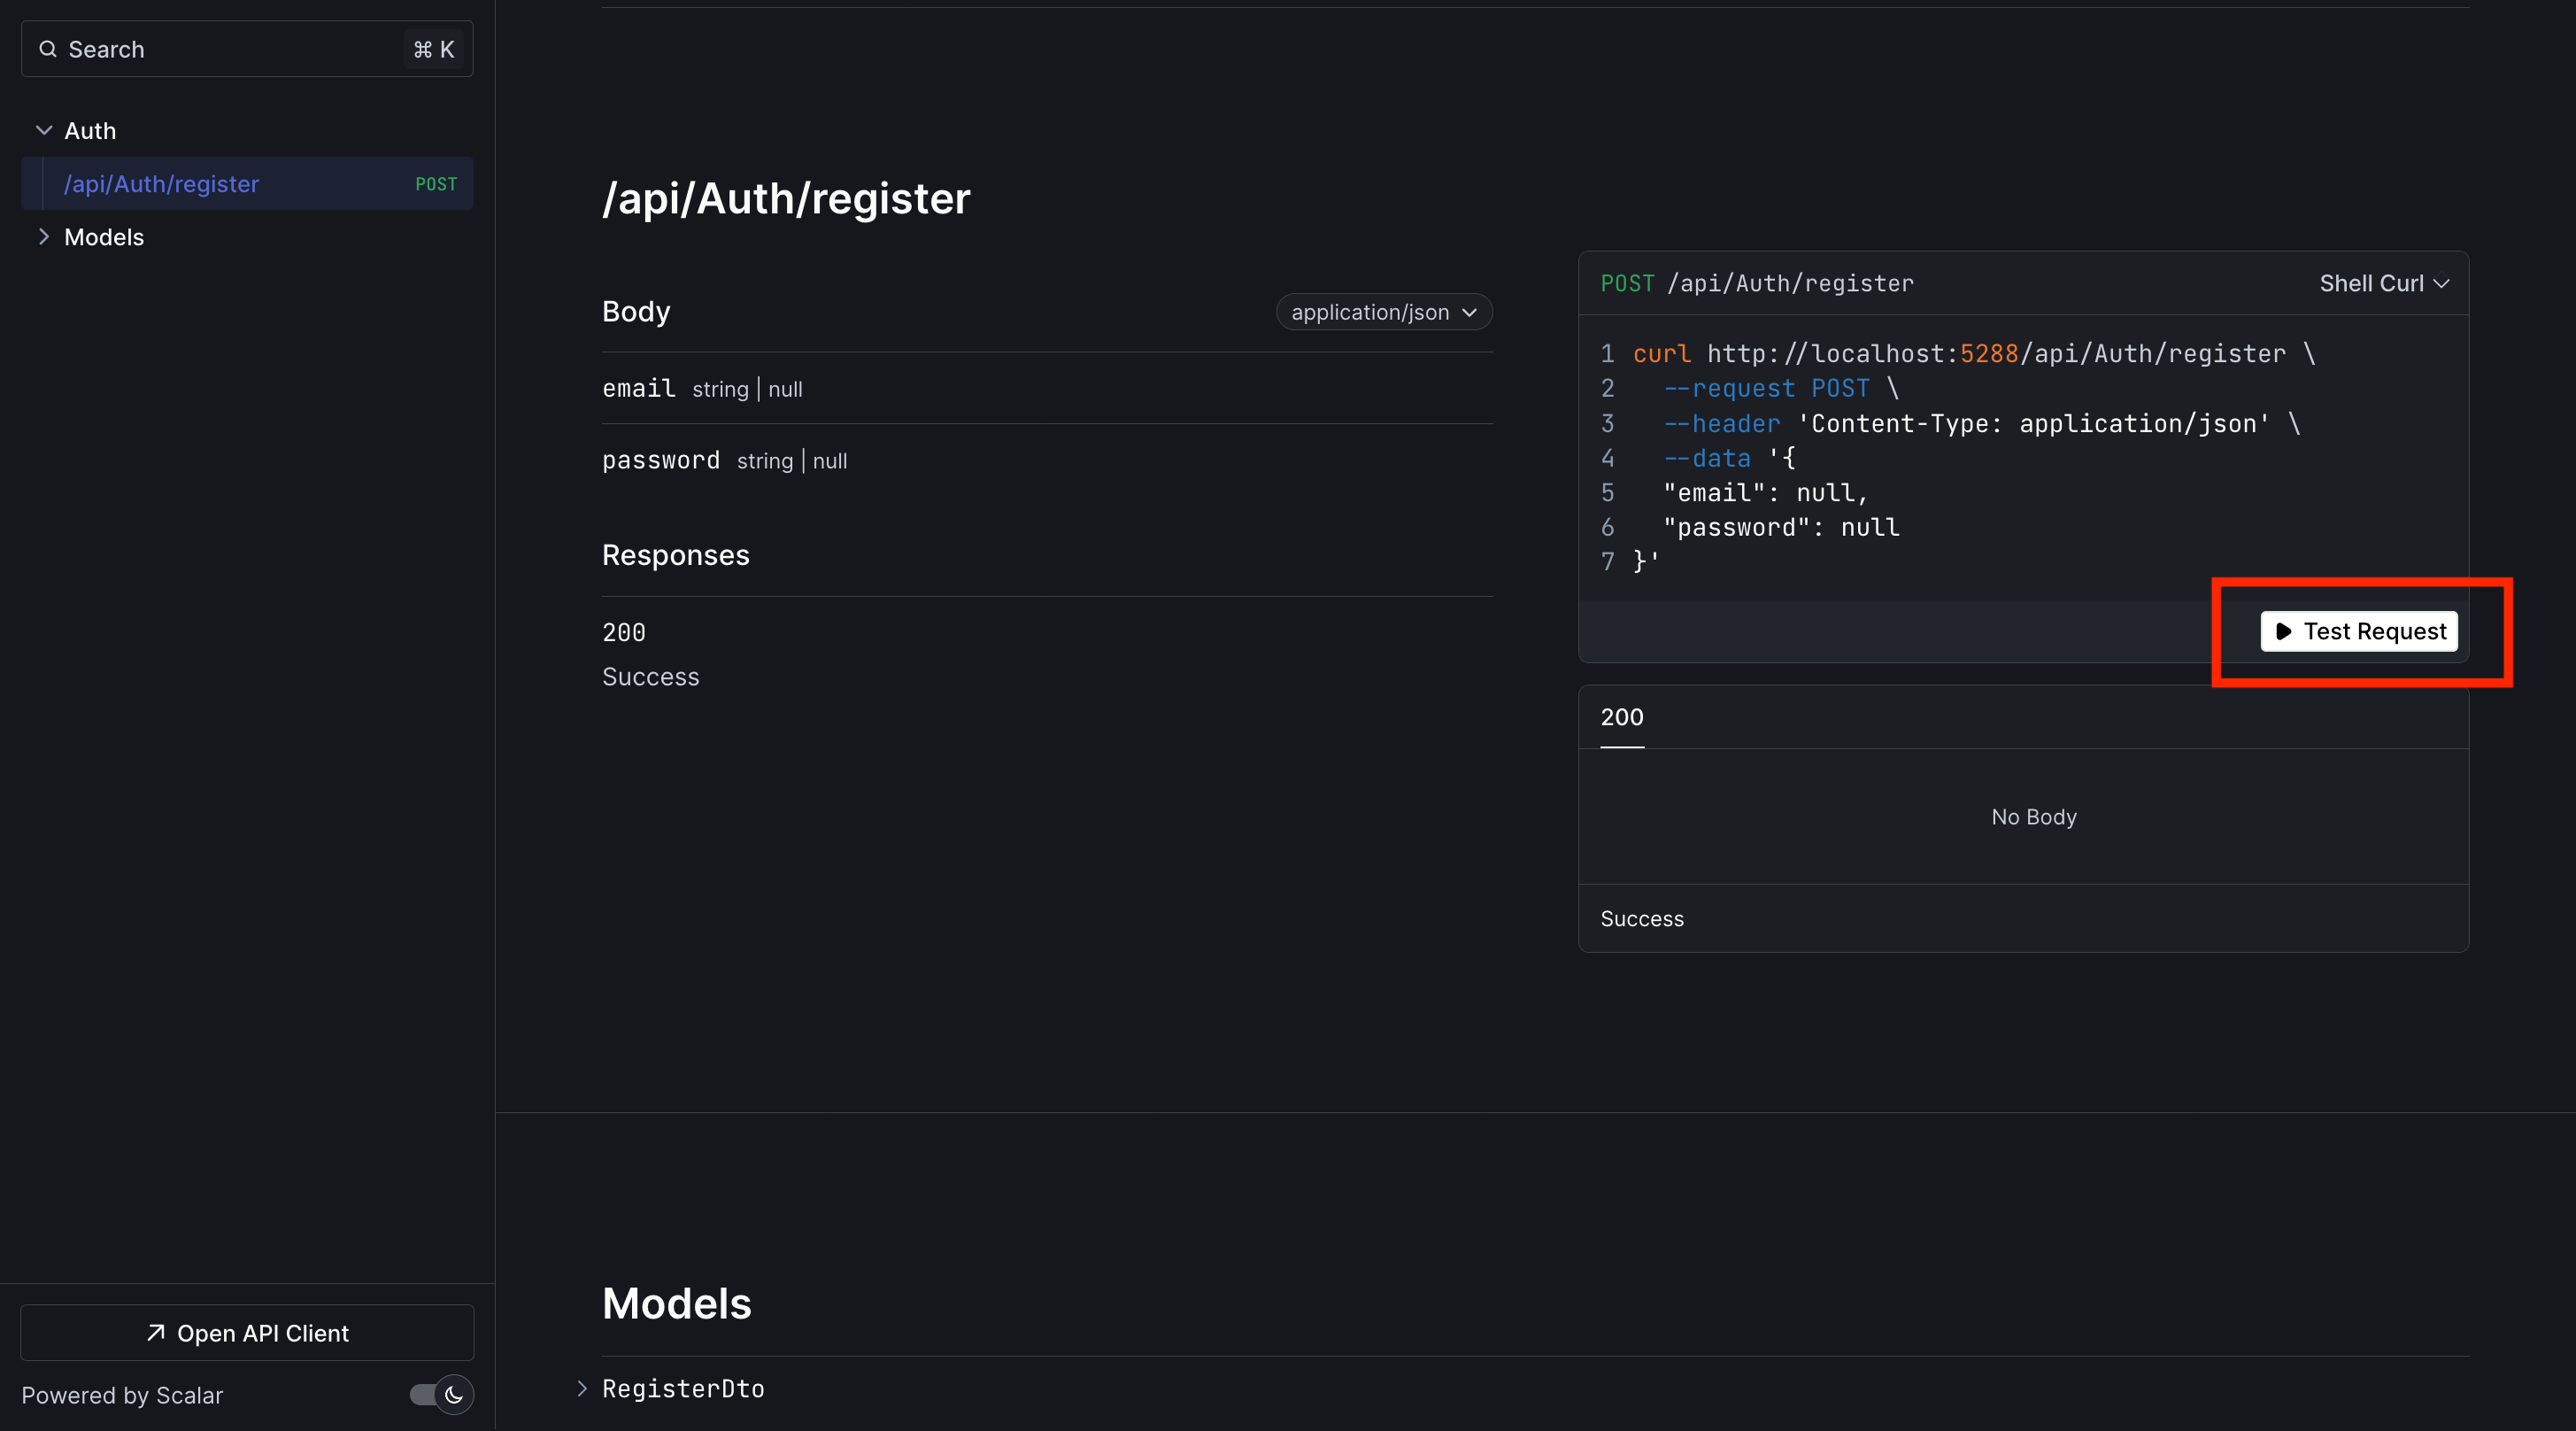 Search
⌘ K
Auth
/api/Auth/register POST
Models
/api/Auth/register
Body
application/json
email string | null
password string | null
Responses
200
Success
POST /api/Auth/register
Shell Curl
1 curl http://localhost:5288/api/Auth/register \
2 --request POST \
3 --header 'Content-Type: application/json' \
4 --data '{
5 "email": null,
6 "password": null
7 }'
Test Request
200
No Body
Success
Models
RegisterDto
Open API Client
Powered by Scalar